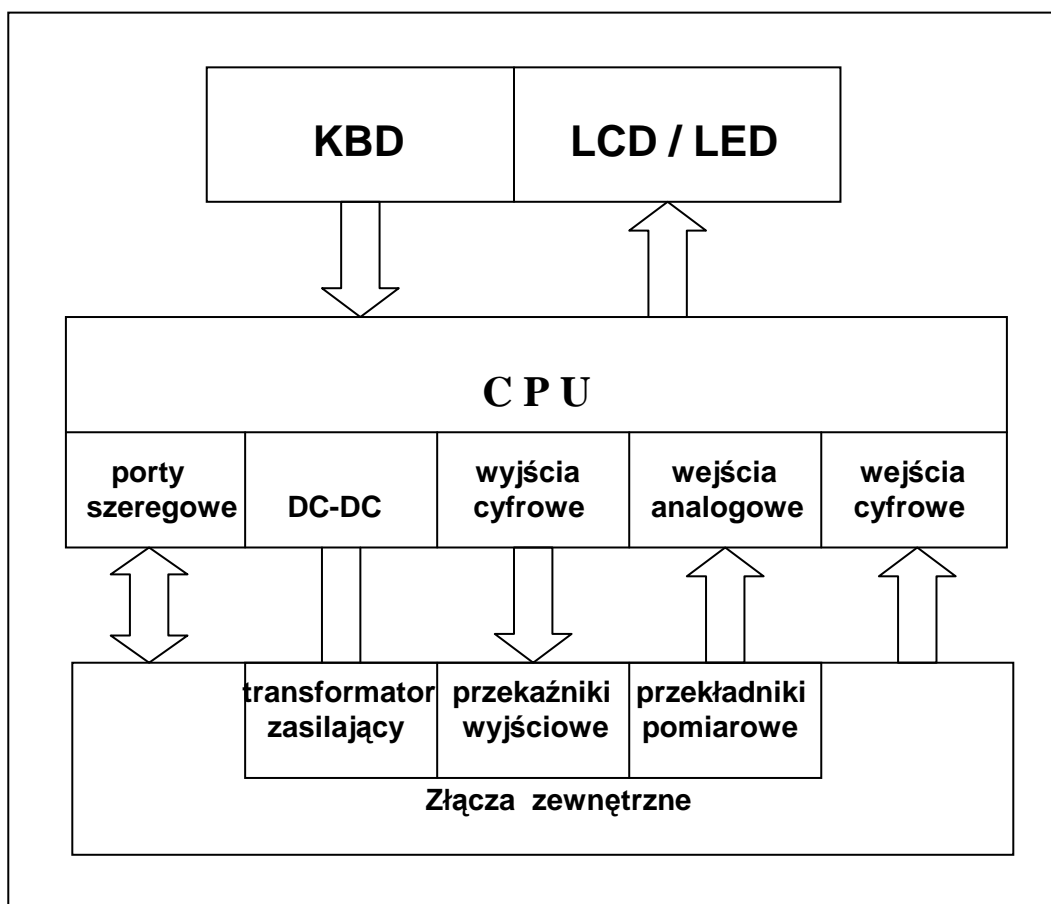 KBD
LCD / LED
C P U
porty
szeregowe
DC-DC
wyjścia
cyfrowe
wejścia
analogowe
wejścia
cyfrowe
transformator
zasilający
przekaźniki
wyjściowe
przekładniki
pomiarowe
Złącza zewnętrzne